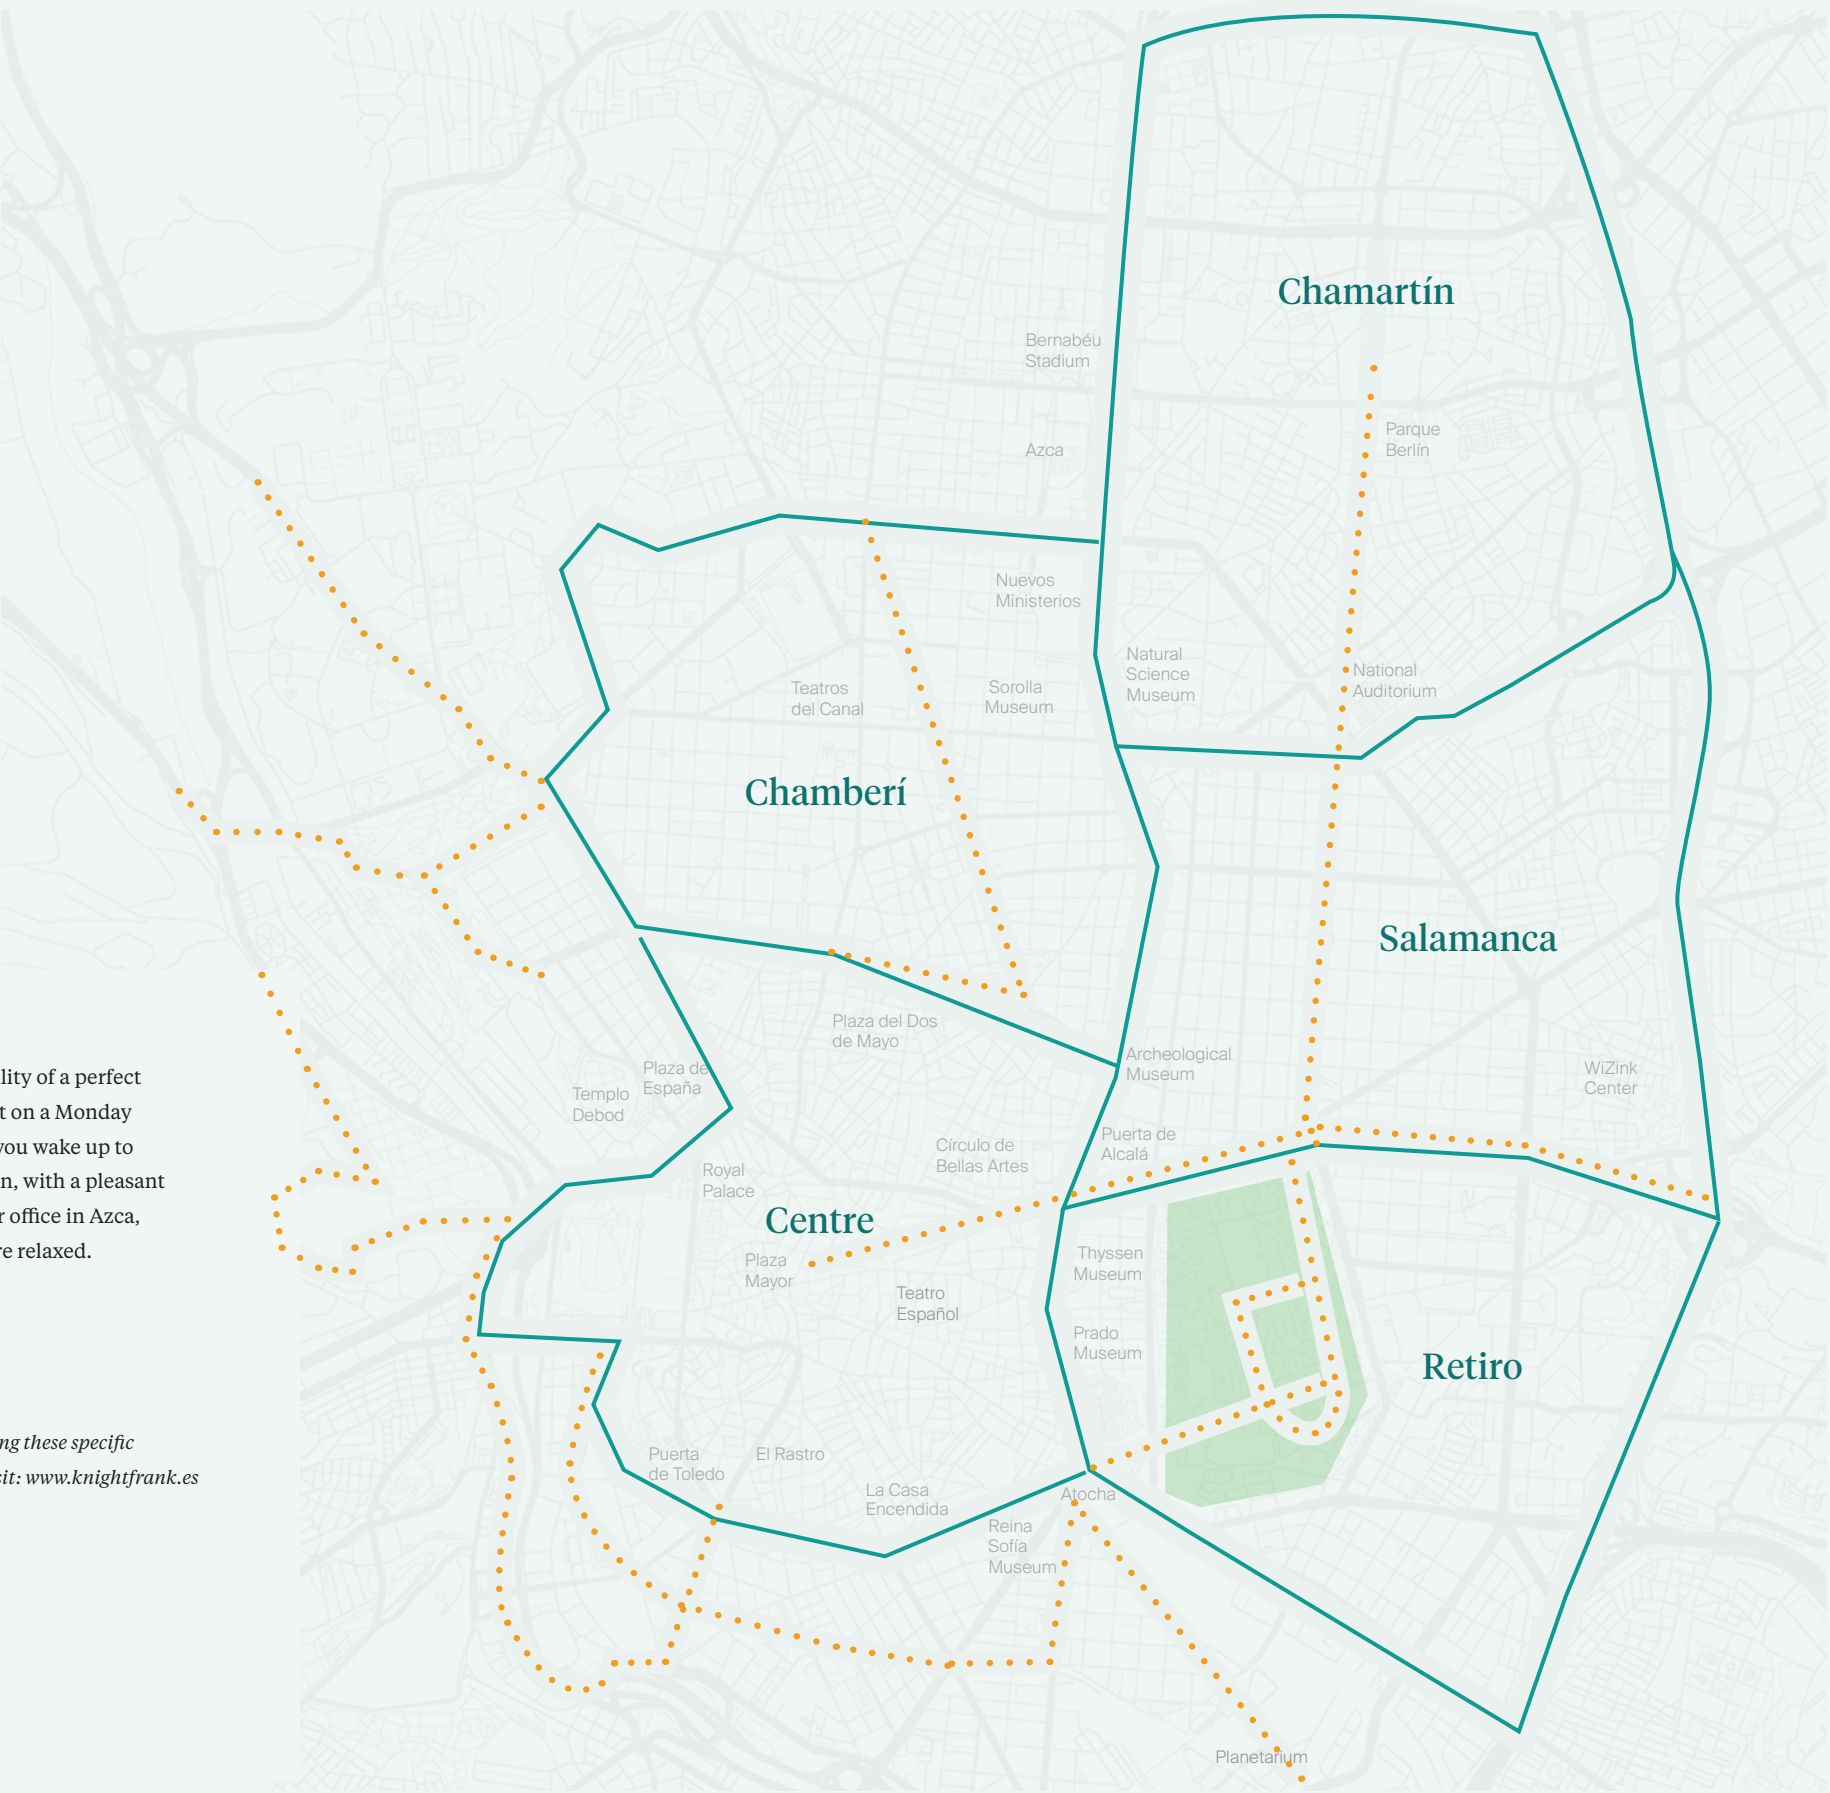 Chamartín
Bernabéu
Stadium
Parque
Berlín
Azca
Nuevos
Ministerios
Natural
Science
Museum
National
Auditorium
Teatros
del Canal
Sorolla
Museum
Chamberí
Salamanca
Plaza del Dos
de Mayo
Archeological
Museum
WiZink
Center
Plaza de
España
Templo
Debod
Puerta de
Alcalá
Círculo de
Bellas Artes
Royal
Palace
Centre
Plaza
Mayor
Thyssen
Museum
Teatro
Español
Prado
Museum
Retiro
Puerta
de Toledo
El Rastro
La Casa
Encendida
Atocha
Reina
Sofía
Museum
Planetarium
lity of a perfect
t on a Monday
you wake up to
n, with a pleasant
r office in Azca,
re relaxed.
ng these specific
sit: www.knightfrank.es